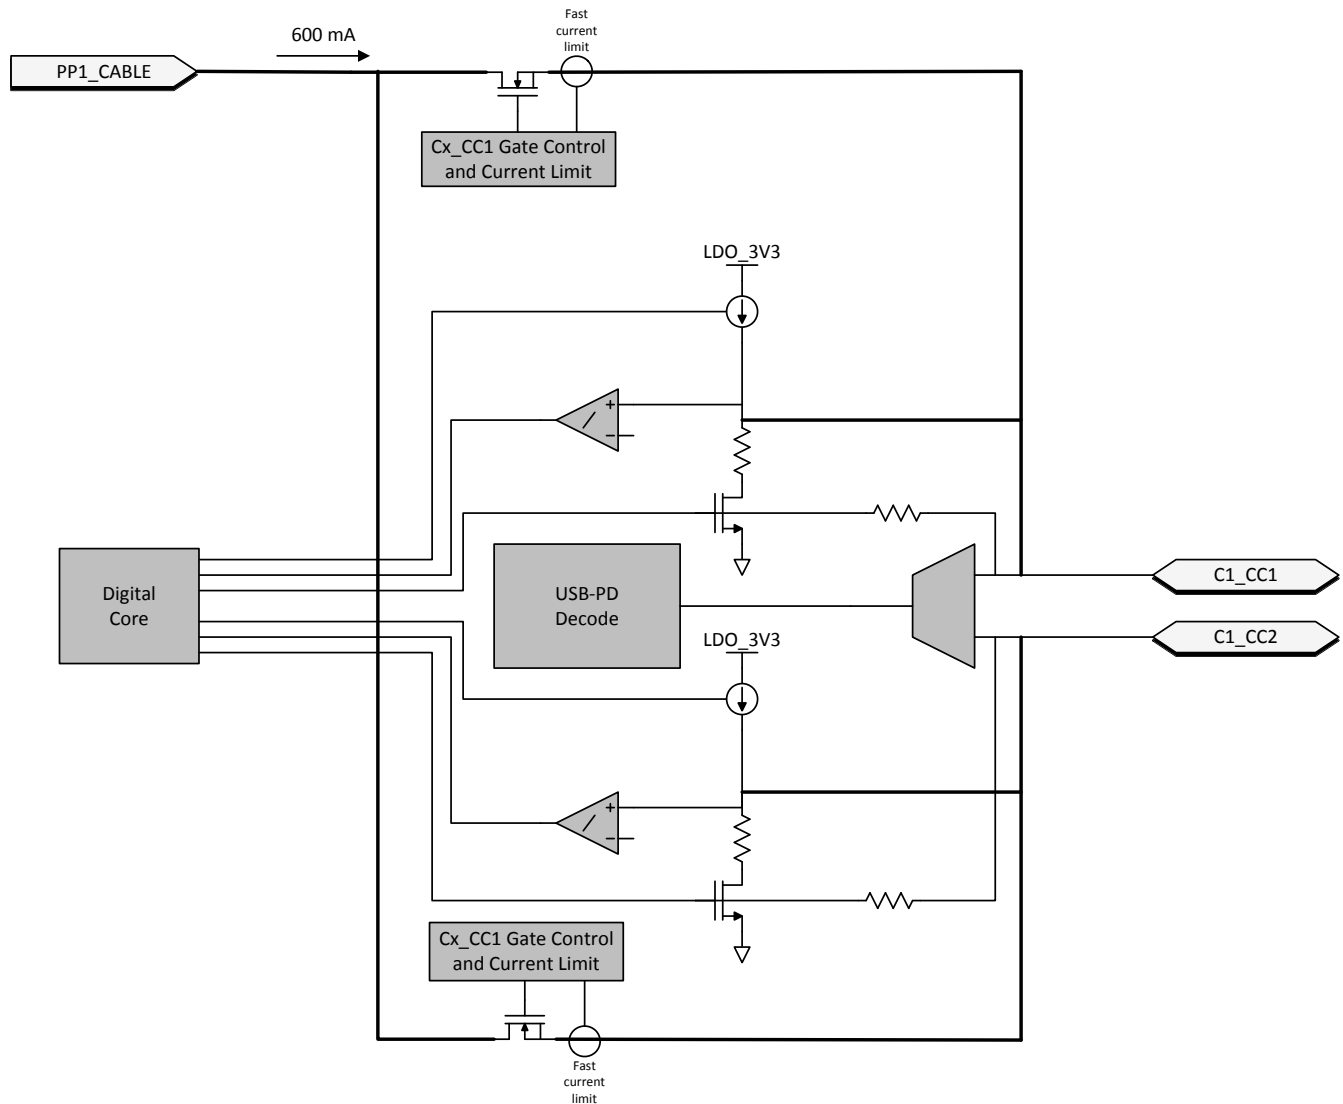 Fast
current
limit
600 mA
PP1_CABLE
Cx_CC1 Gate Control
and Current Limit
LDO_3V3
+
−
Digital
Core
USB-PD
Decode
C1_CC1
C1_CC2
LDO_3V3
+
−
Cx_CC1 Gate Control
and Current Limit
Fast
current
limit